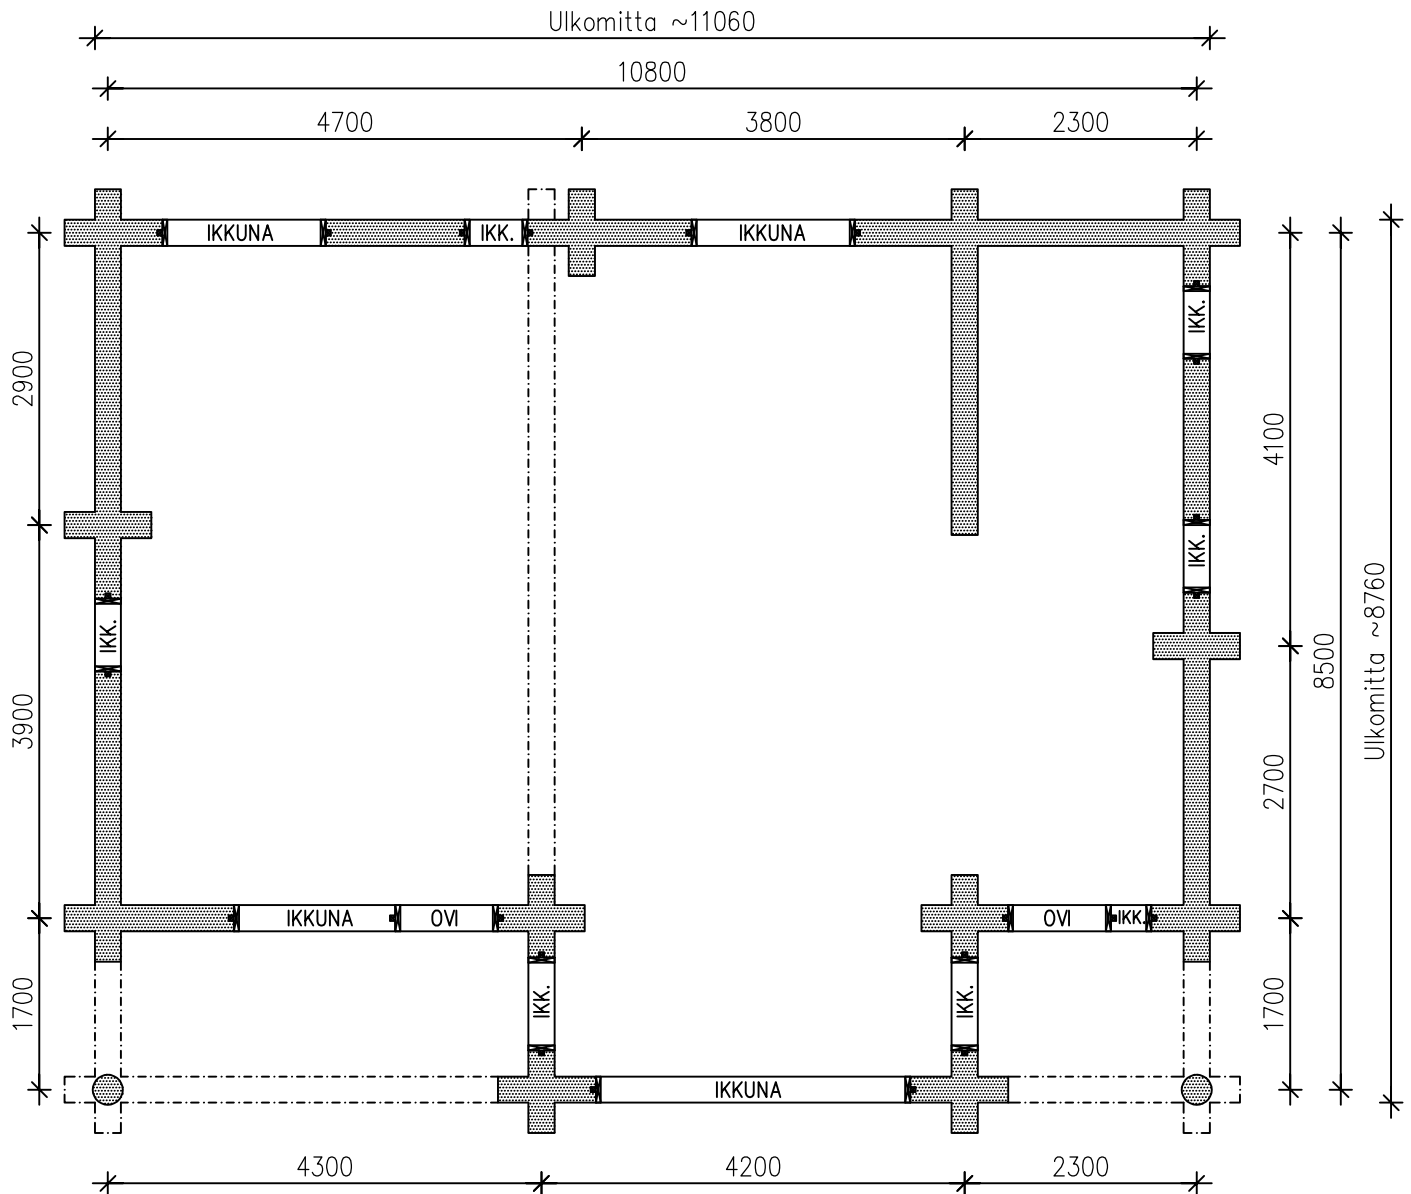 Ulkomitta ~11060
10800
4700 3800 2300
IKKUNA IKK. IKKUNA
IKK.
2900
4100
IKK.
IKK.
8500
Ulkomitta ~8760
3900
2700
IKKUNA OVI OVI IKK.
1700
IKK.
IKK.
1700
IKKUNA
4300 4200 2300